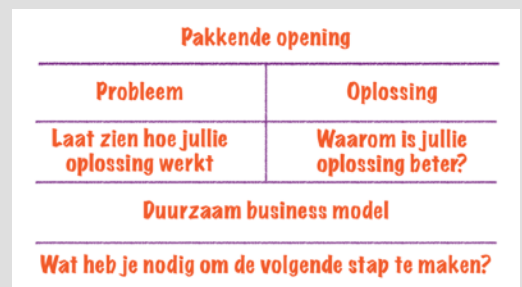 Pakkende opening
Probleem
Oplossing
Laat zien hoe jullie
oplossing werkt
Waarom is jullie
oplossing beter?
Duurzaam business model
Wat heb je nodig om de volgende stap te maken?